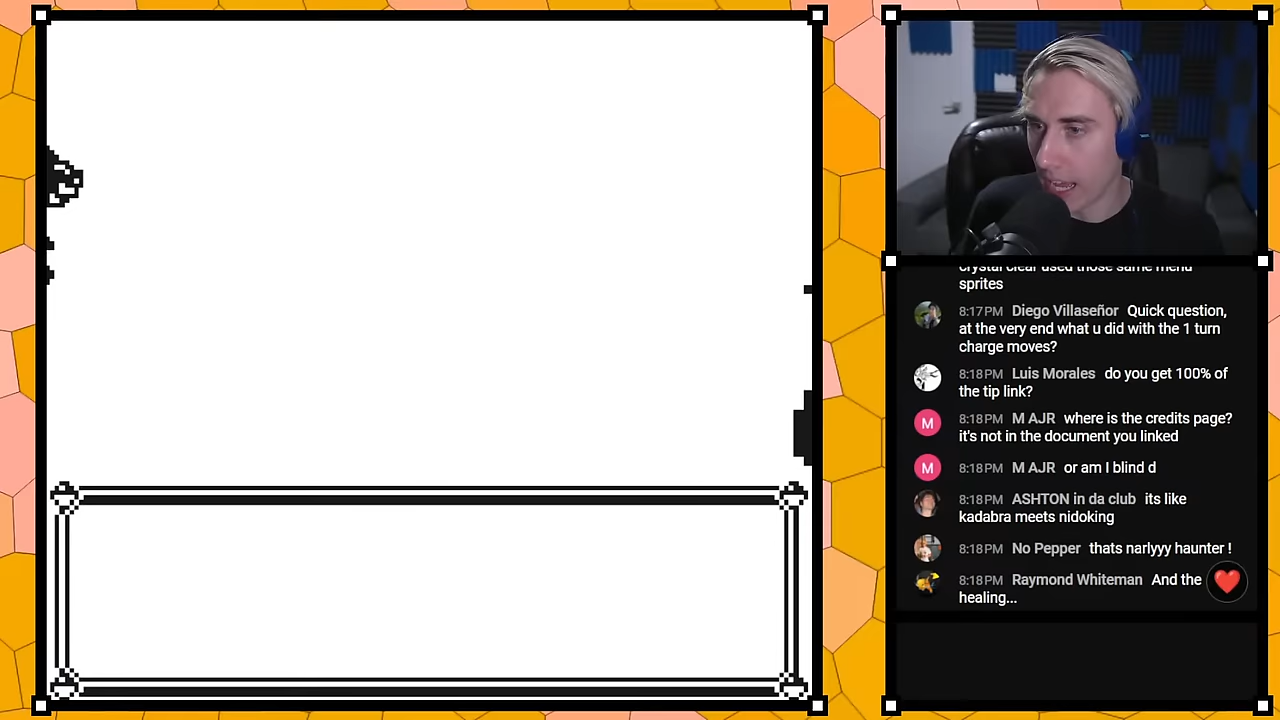 crystal clear used those same menu
sprites
8:17PM Diego Villaseñor Quick question,
at the very end what u did with the 1 turn
charge moves?
8:18PM Luis Morales do you get 100% of
the tip link?
M 8:18PM M AJR where is the credits page?
it's not in the document you linked
M 8:18PM M AJR or am I blind d
8:18PM ASHTON in da club its like
kadabra meets nidoking
8:18PM No Pepper thats narlyyy haunter !
8:18PM Raymond Whiteman And the
healing...